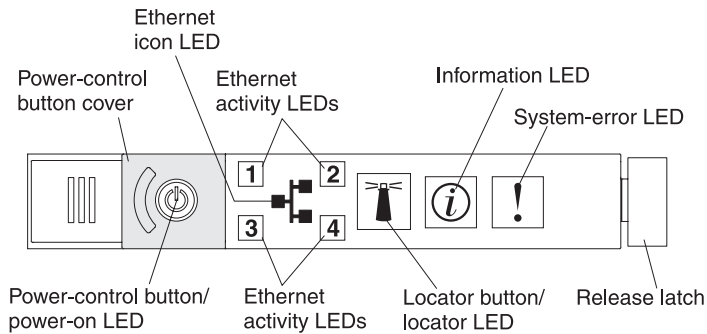 Ethernet
icon LED
Power-control
button cover
Ethernet
activity LEDs
Information LED
System-error LED
1
2
3
4
i
!
Power-control button/
power-on LED
Ethernet
activity LEDs
Locator button/
locator LED
Release latch